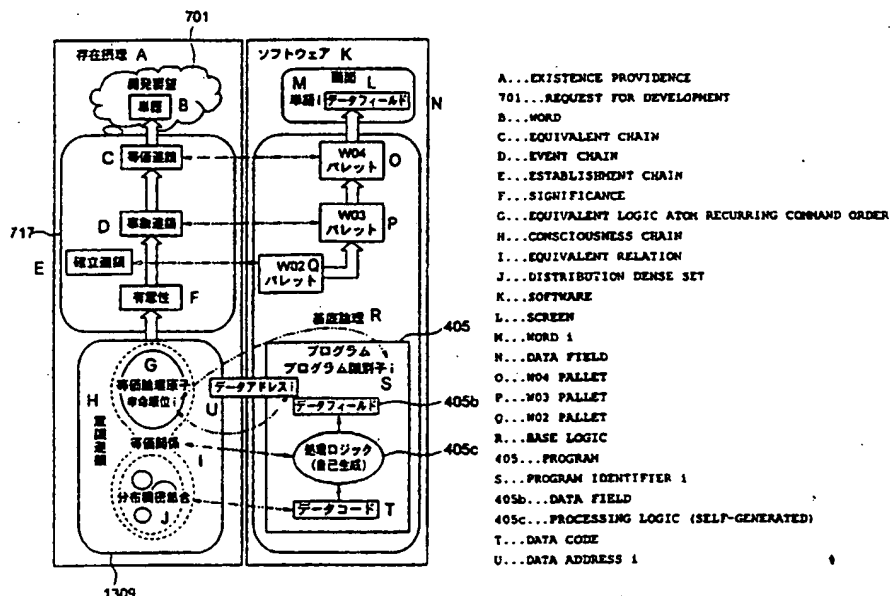 701
存在摂理 A
開発要望
単語 B
C 等価連鎖
D 事象連鎖
717
E 確立連鎖
有意性 F
G
等価論理原子
H
意識連鎖
等価関係
I
分布稠密集合
J
1309
ソフトウェア K
M 画面 L
単語i データフィールド N
W04
パレット O
W03
パレット P
W02 Q
パレット
基底論理 R
405
プログラム
プログラム識別子i
S
U データアドレスi
データフィールド 405b
処理ロジック
(自己生成) 405c
データコード T
A...EXISTENCE PROVIDENCE
701...REQUEST FOR DEVELOPMENT
B...WORD
C...EQUIVALENT CHAIN
D...EVENT CHAIN
E...ESTABLISHMENT CHAIN
F...SIGNIFICANCE
G...EQUIVALENT LOGIC ATOM RECURRING COMMAND ORDER
H...CONSCIOUSNESS CHAIN
I...EQUIVALENT RELATION
J...DISTRIBUTION DENSE SET
K...SOFTWARE
L...SCREEN
M...WORD i
N...DATA FIELD
O...W04 PALLET
P...W03 PALLET
Q...W02 PALLET
R...BASE LOGIC
405...PROGRAM
S...PROGRAM IDENTIFIER i
405b...DATA FIELD
405c...PROCESSING LOGIC (SELF-GENERATED)
T...DATA CODE
U...DATA ADDRESS i